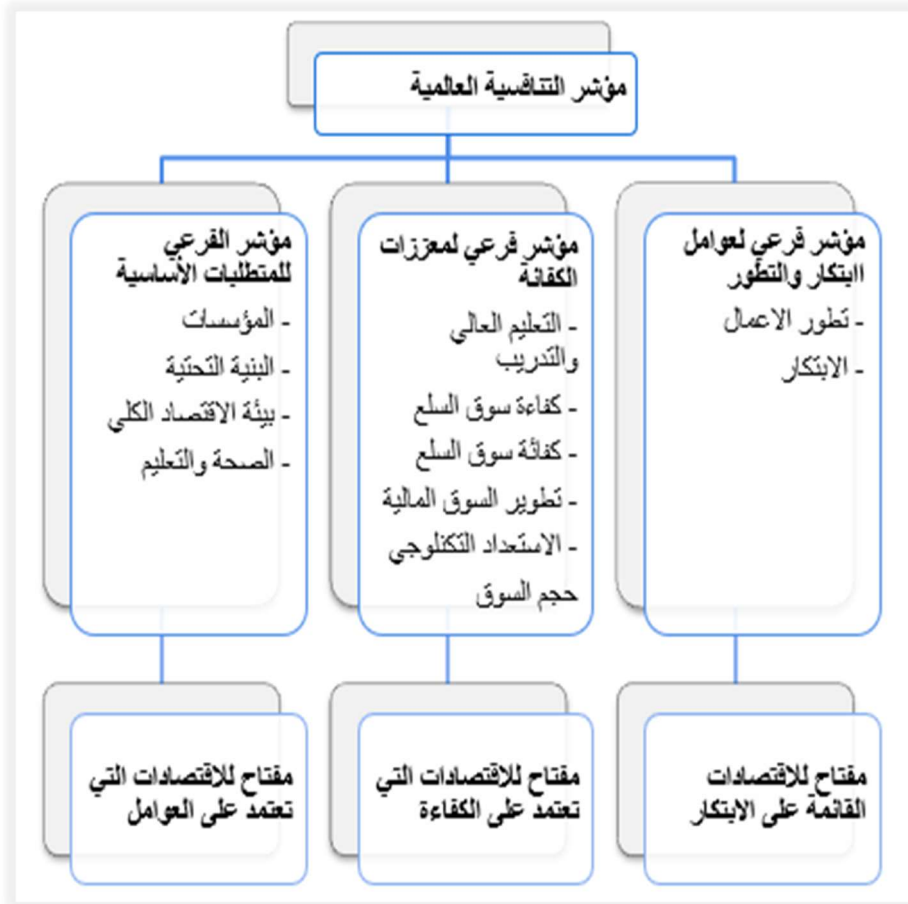 مؤشر التنافسية العالمية
مؤشر فرعي لعوامل
اابتكار والتطور
- تطور الاعمال
- الابتكار
مؤشر فرعي لمعززات
الكفائة
- التعليم العالي
والتدريب
- كفاءة سوق السلع
- كفائة سوق السلع
- تطوير السوق المالية
- الاستعداد التكنلوجي
حجم السوق
مؤشر الفرعي
للمتطلبات الأساسية
- المؤسسات
- البنية التحتية
- بيئة الاقتصاد الكلي
- الصحة والتعليم
مفتاح للاقتصادات
القائمة على الابتكار
مفتاح للاقتصادات التي
تعتمد على الكفاءة
مفتاح للاقتصادات التي
تعتمد على العوامل